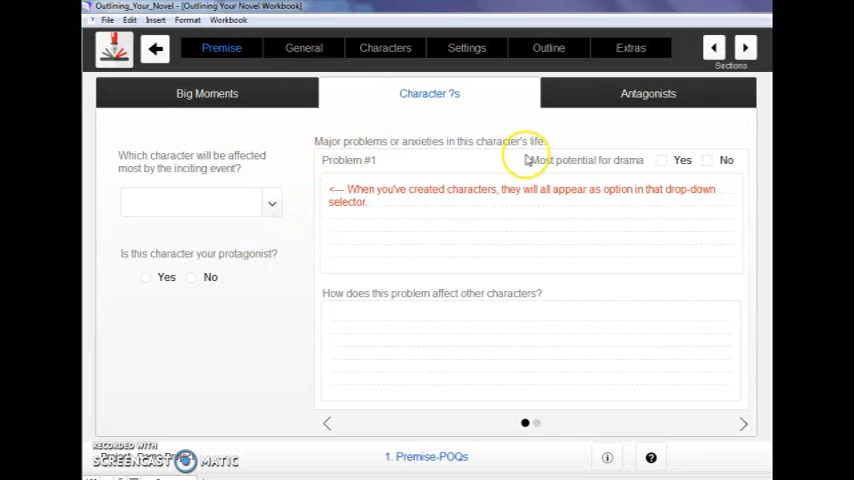 Outlining_Your_Novel - [Outlining Your Novel Workbook]
File Edit Insert Format Workbook
Premise General Characters Settings Outline Extras
Sections
Big Moments Character ?s Antagonists
Major problems or anxieties in this character's life:
Which character will be affected
most by the inciting event?
Problem #1
Most potential for drama Yes No
<--- When you've created characters, they will all appear as option in that drop-down
selector.
Is this character your protagonist?
Yes No
How does this problem affect other characters?
RECORDED WITH
SCREENCAST MATIC
Project: Demo Project
1. Premise-POQs